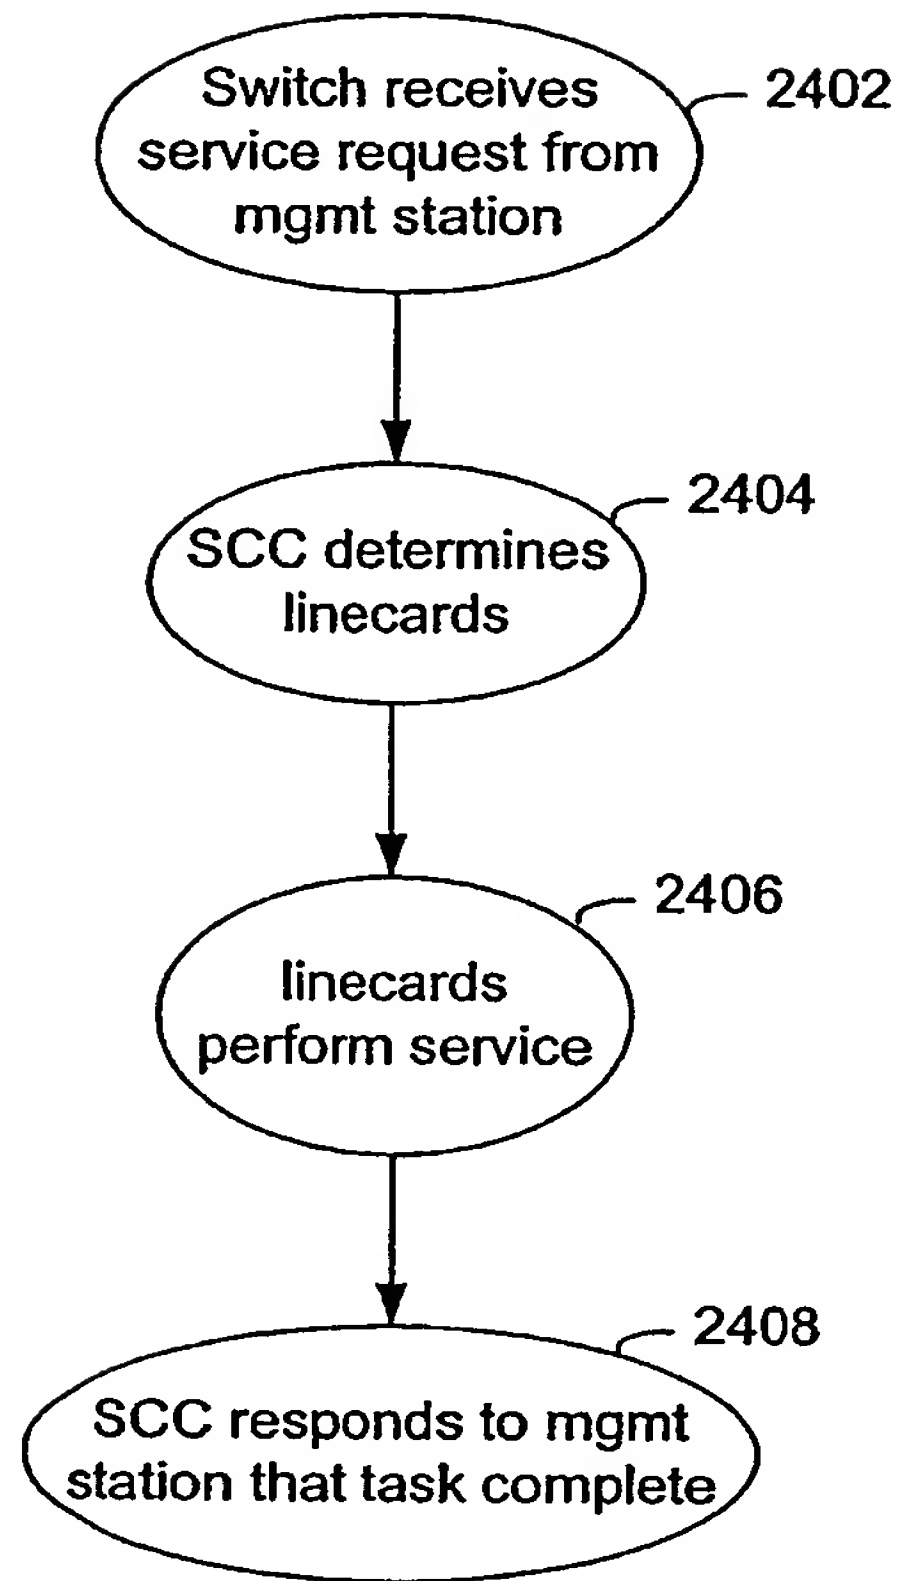 Switch receives
service request from
mgmt station
2402
SCC determines
linecards
2404
linecards
perform service
2406
SCC responds to mgmt
station that task complete
2408